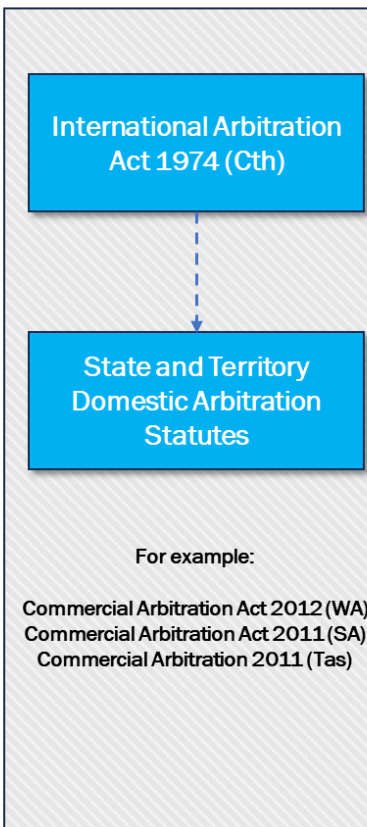 International Arbitration
Act 1974 (Cth)
State and Territory
Domestic Arbitration
Statutes
For example:
Commercial Arbitration Act 2012 (WA)
Commercial Arbitration Act 2011 (SA)
Commercial Arbitration 2011 (Tas)